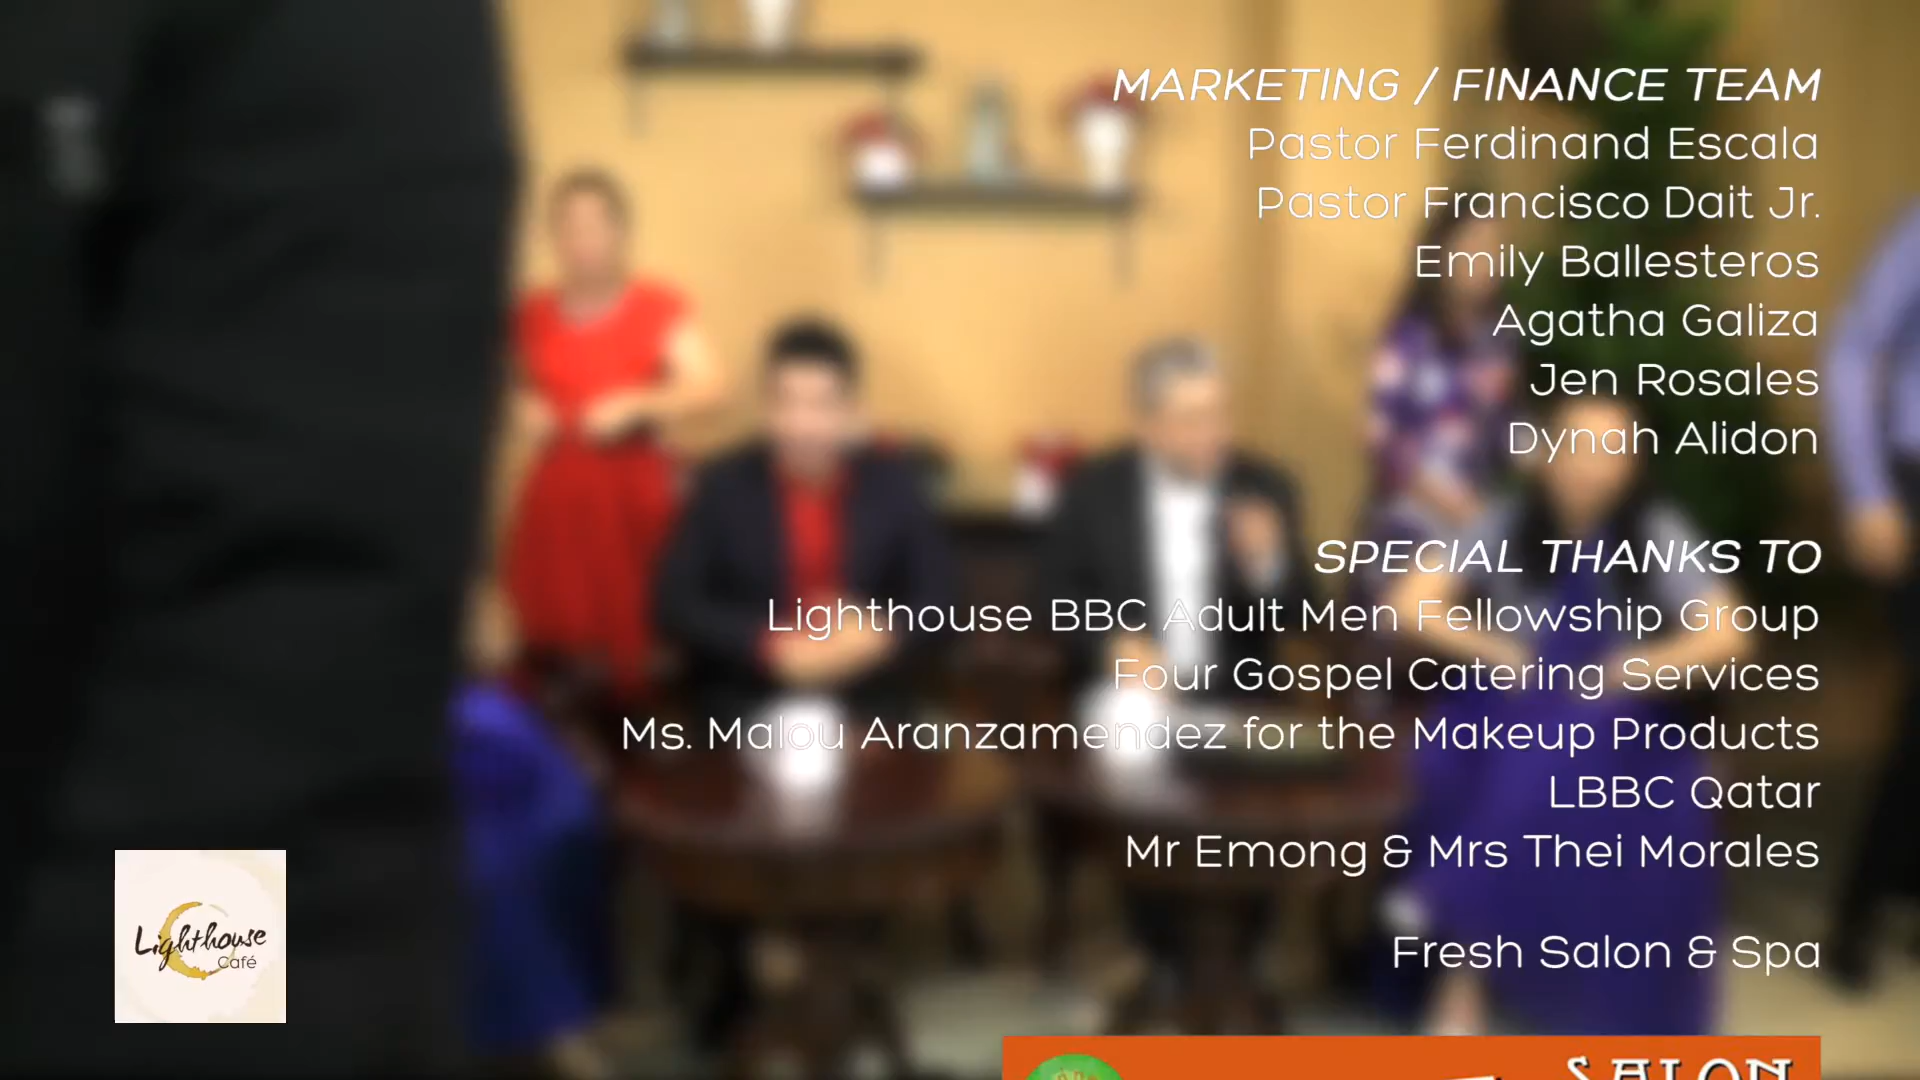 MARKETING / FINANCE TEAM
Pastor Ferdinand Escala
Pastor Francisco Dait Jr.
Emily Ballesteros
Agatha Galiza
Jen Rosales
Dynah Alidon
SPECIAL THANKS TO
Lighthouse BBC Adult Men Fellowship Group
Four Gospel Catering Services
Ms. Malou Aranzamendez for the Makeup Products
LBBC Qatar
Mr Emong & Mrs Thei Morales
Fresh Salon & Spa
Lighthouse
Café
SALON